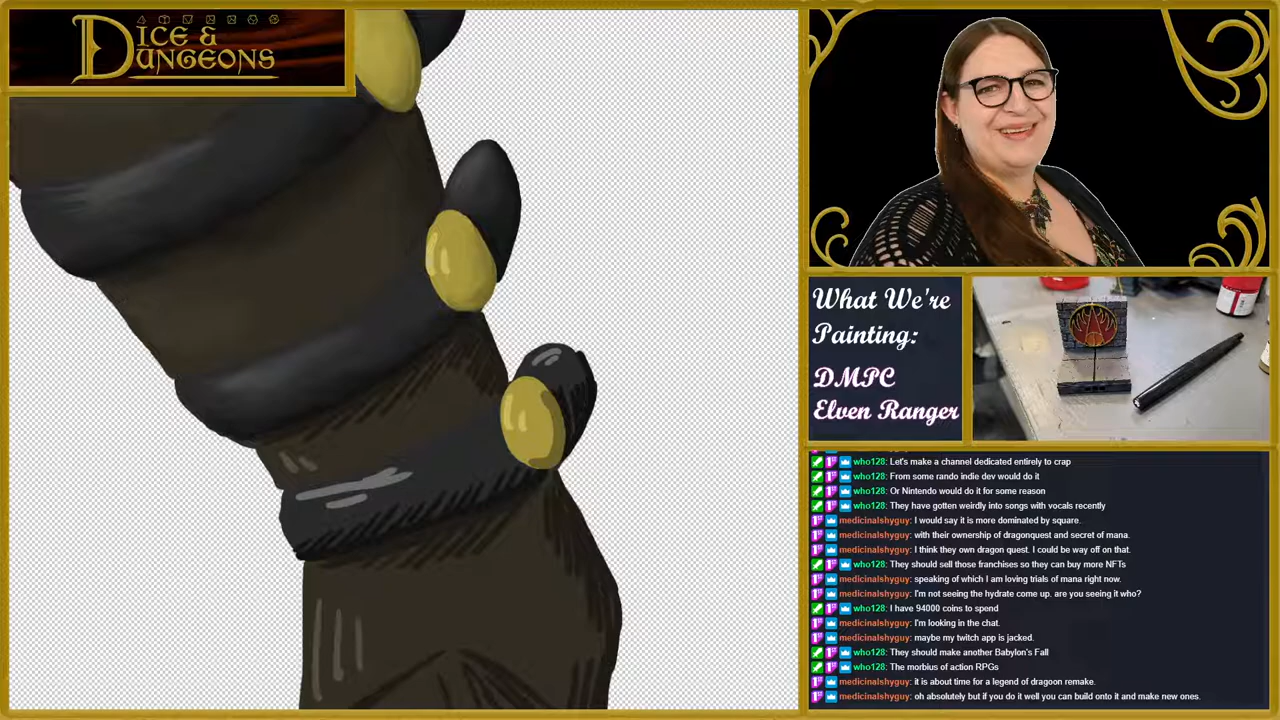 DICE &
DUNGEONS
What We're
Painting:
DMPC
Elven Ranger
who128: Let's make a channel dedicated entirely to crap
who128: From some rando indie dev would do it
who128: Or Nintendo would do it for some reason
who128: They have gotten weirdly into songs with vocals recently
medicinalshyguy: I would say it is more dominated by square.
medicinalshyguy: with their ownership of dragonquest and secret of mana.
medicinalshyguy: I think they own dragon quest. I could be way off on that.
who128: They should sell those franchises so they can buy more NFTs
medicinalshyguy: speaking of which I am loving trials of mana right now.
medicinalshyguy: I'm not seeing the hydrate come up. are you seeing it who?
who128: I have 94000 coins to spend
medicinalshyguy: I'm looking in the chat.
medicinalshyguy: maybe my twitch app is jacked.
who128: They should make another Babylon's Fall
who128: The morbius of action RPGs
medicinalshyguy: it is about time for a legend of dragoon remake.
medicinalshyguy: oh absolutely but if you do it well you can build onto it and make new ones.